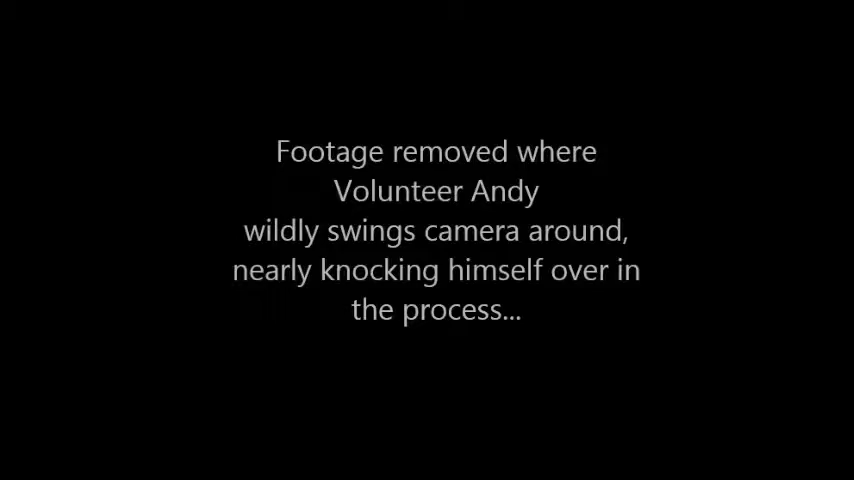 Footage removed where
Volunteer Andy
wildly swings camera around,
nearly knocking himself over in
the process...